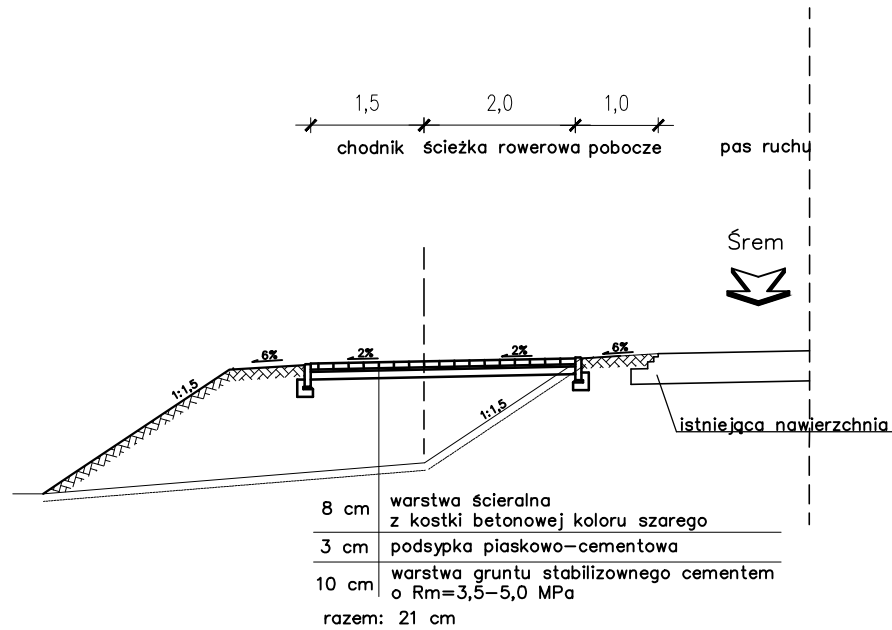 1,5 2,0 1,0
chodnik ścieżka rowerowa pobocze pas ruchu
Śrem
6% 2% 2% 6%
1:1,5
1:1,5
istniejąca nawierzchnia
8 cm warstwa ścieralna
z kostki betonowej koloru szarego
3 cm podsypka piaskowo-cementowa
10 cm warstwa gruntu stabilizownego cementem
o Rm=3,5-5,0 MPa
razem: 21 cm